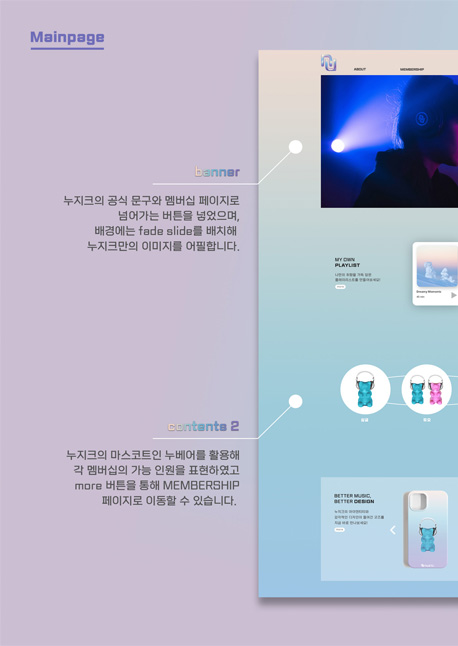 Mainpage
ABOUT
MEMBERSHIP
banner
누지크의 공식 문구와 멤버십 페이지로
넘어가는 버튼을 넣었으며,
배경에는 fade slide를 배치해
누지크만의 이미지를 어필합니다.
MY OWN
PLAYLIST
contents 2
누지크의 마스코트인 누베어를 활용해
각 멤버십의 가능 인원을 표현하였고
more 버튼을 통해 MEMBERSHIP
페이지로 이동할 수 있습니다.
BETTER MUSIC,
BETTER DESIGN